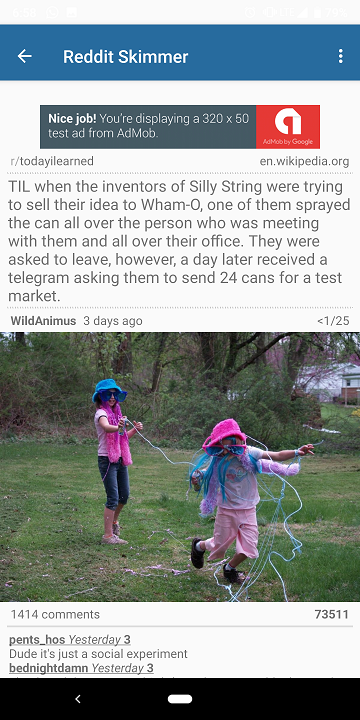 Reddit Skimmer
Nice job! You're displaying a 320 x 50
test ad from AdMob.
AdMob by Google
r/todayilearned
en.wikipedia.org
TIL when the inventors of Silly String were trying
to sell their idea to Wham-O, one of them sprayed
the can all over the person who was meeting
with them and all over their office. They were
asked to leave, however, a day later received a
telegram asking them to send 24 cans for a test
market.
WildAnimus 3 days ago
<1/25
1414 comments
73511
pents_hos Yesterday 3
Dude it's just a social experiment
bednightdamn Yesterday 3